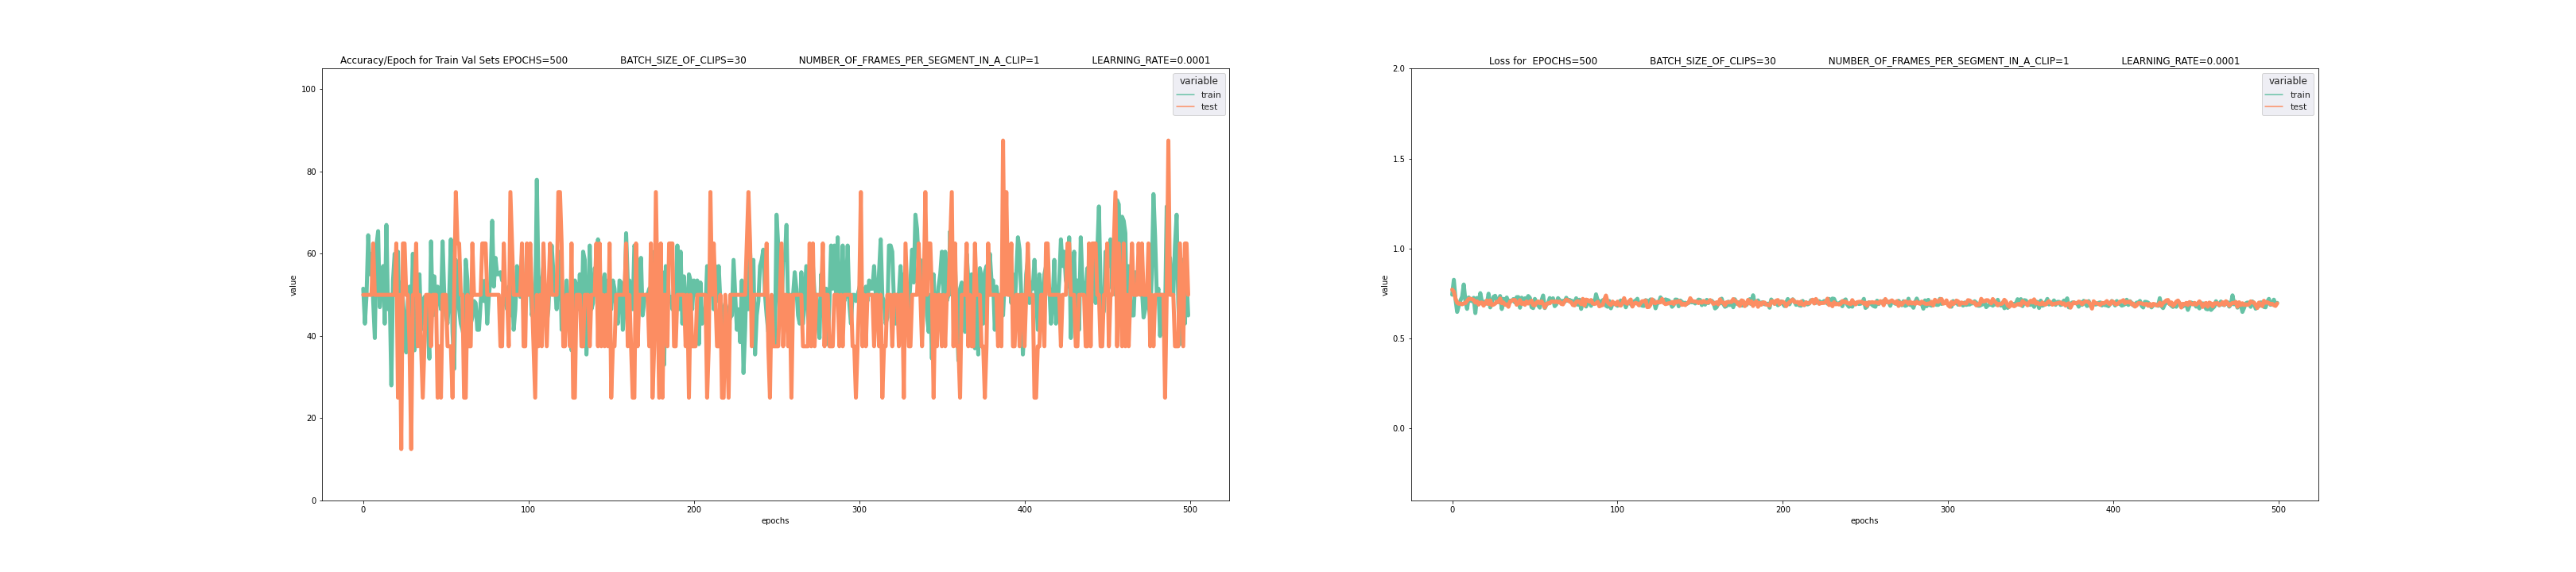 Accuracy/Epoch for Train Val Sets EPOCHS=500 BATCH_SIZE_OF_CLIPS=30 NUMBER_OF_FRAMES_PER_SEGMENT_IN_A_CLIP=1 LEARNING_RATE=0.0001
variable
train
test
100
80
60
40
20
0
value
0 100 200 300 400 500
epochs
Loss for EPOCHS=500 BATCH_SIZE_OF_CLIPS=30 NUMBER_OF_FRAMES_PER_SEGMENT_IN_A_CLIP=1 LEARNING_RATE=0.0001
variable
train
test
2.0
1.5
1.0
0.5
0.0
value
0 100 200 300 400 500
epochs